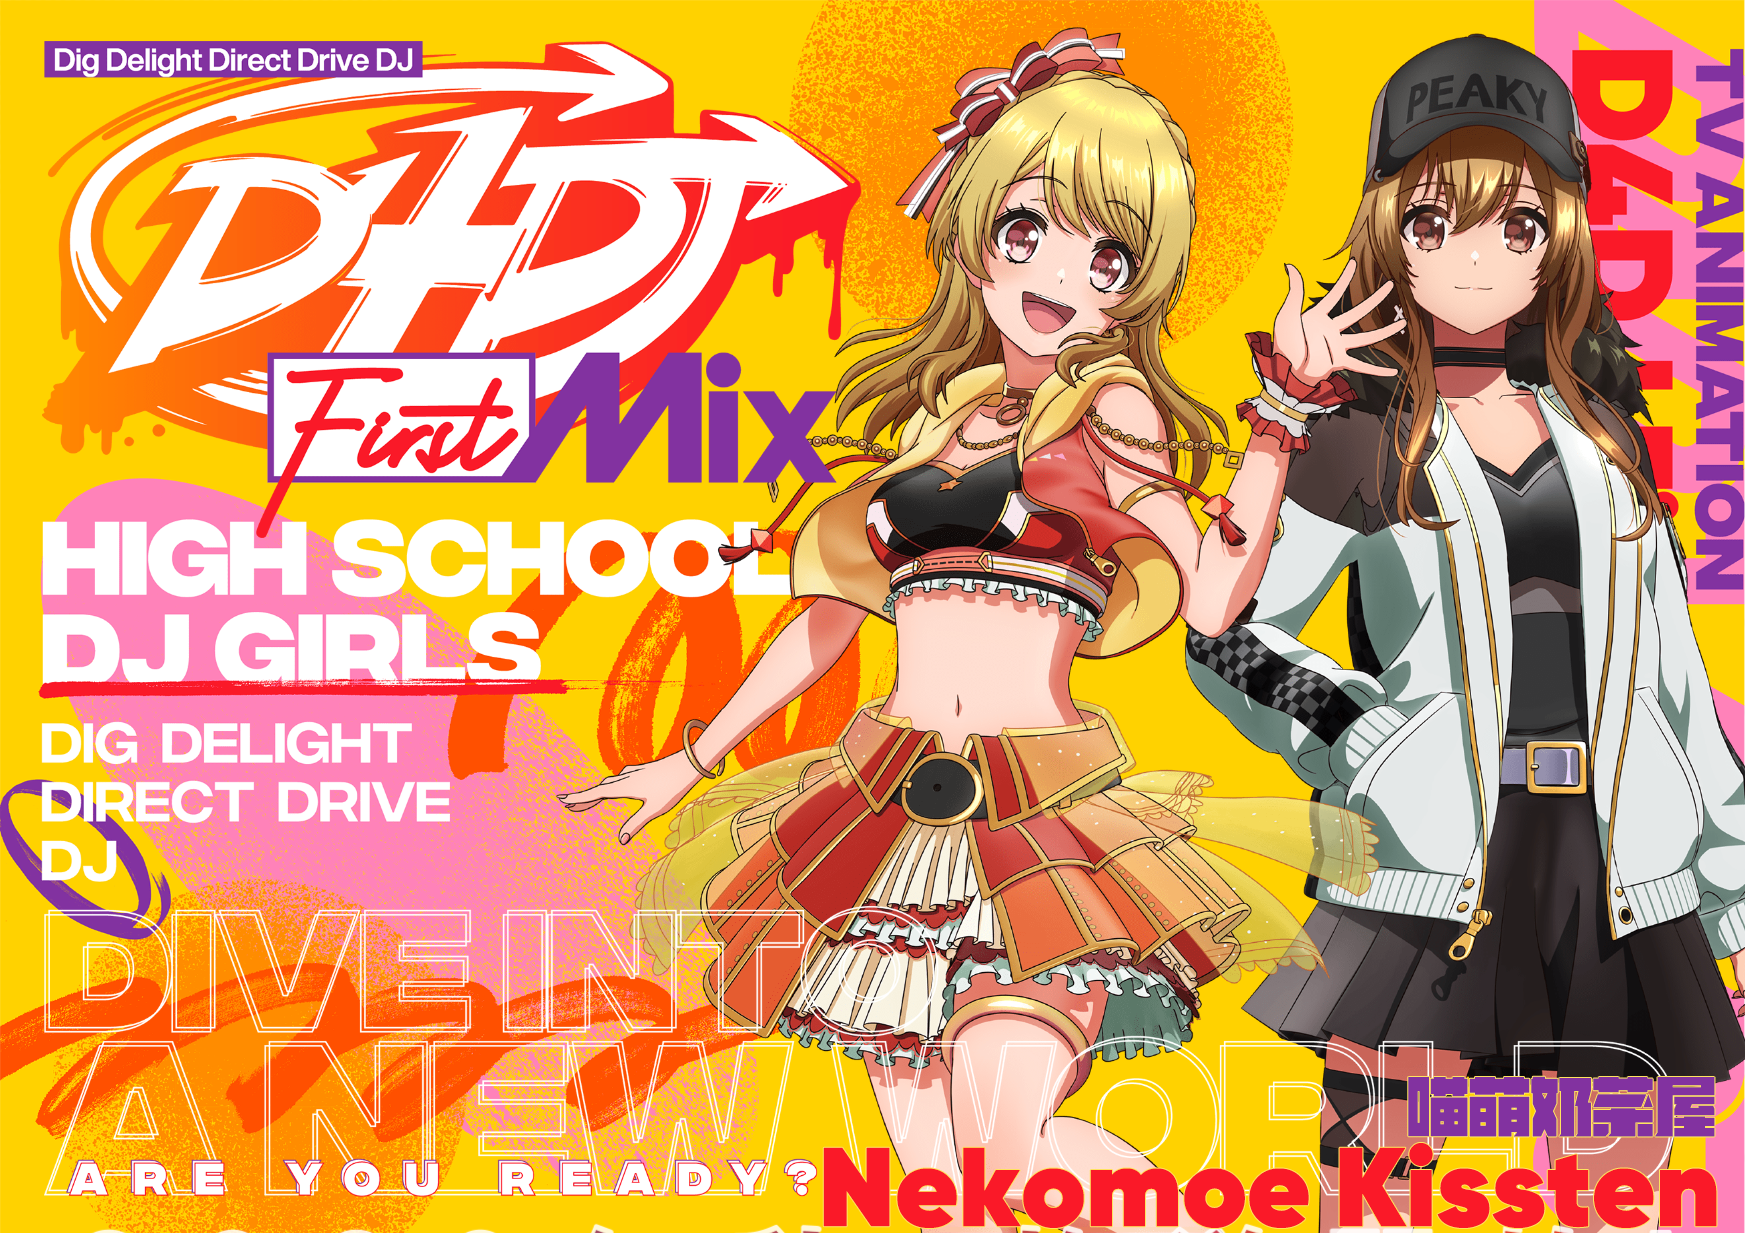 Dig Delight Direct Drive DJ
D4DJ
First Mix
HIGH SCHOOL
DJ GIRLS
DIG DELIGHT
DIRECT DRIVE
DJ
DIVE INTO
A NEW WORLD
ARE YOU READY?
PEAKY
TV ANIMATION
D4DJ
喵萌奶茶屋
Nekomoe Kissten